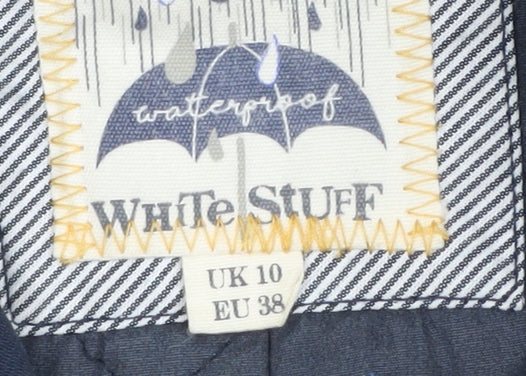 waterproof
WHiTe StUFF
UK 10
EU 38